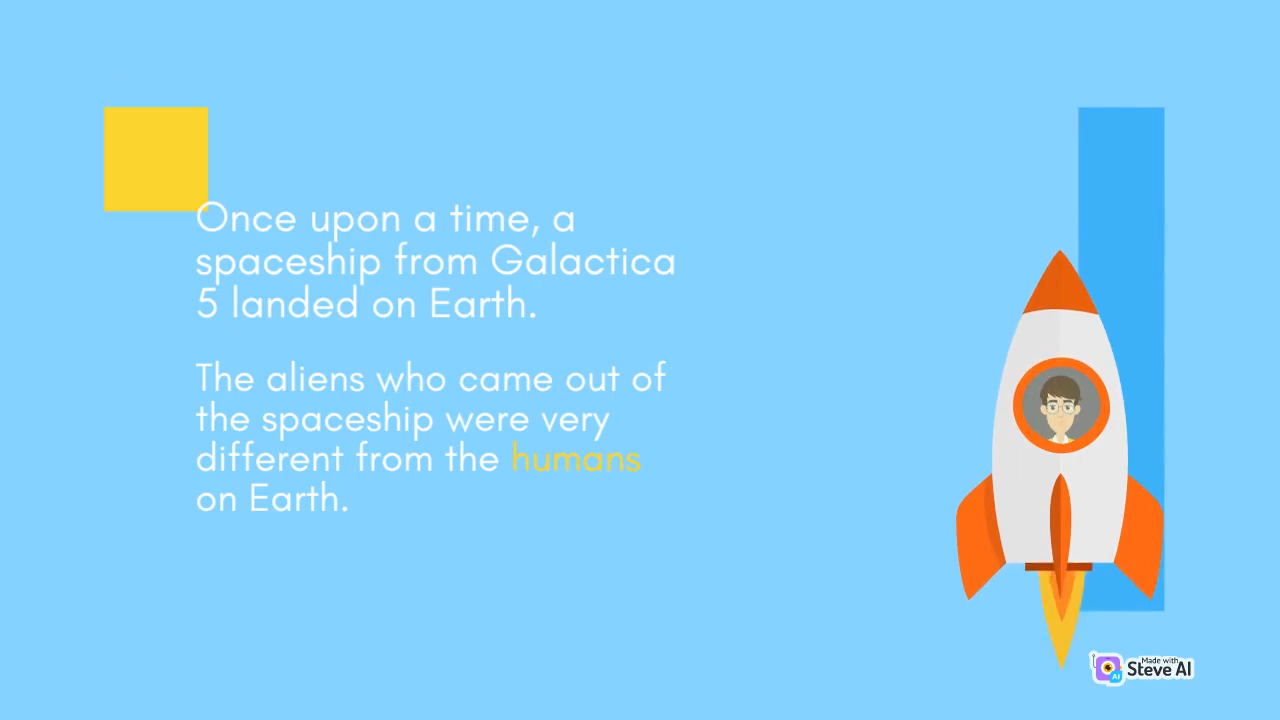 Once upon a time, a
spaceship from Galactica
5 landed on Earth.
The aliens who came out of
the spaceship were very
different from the humans
on Earth.
Made with
Steve AI
AI